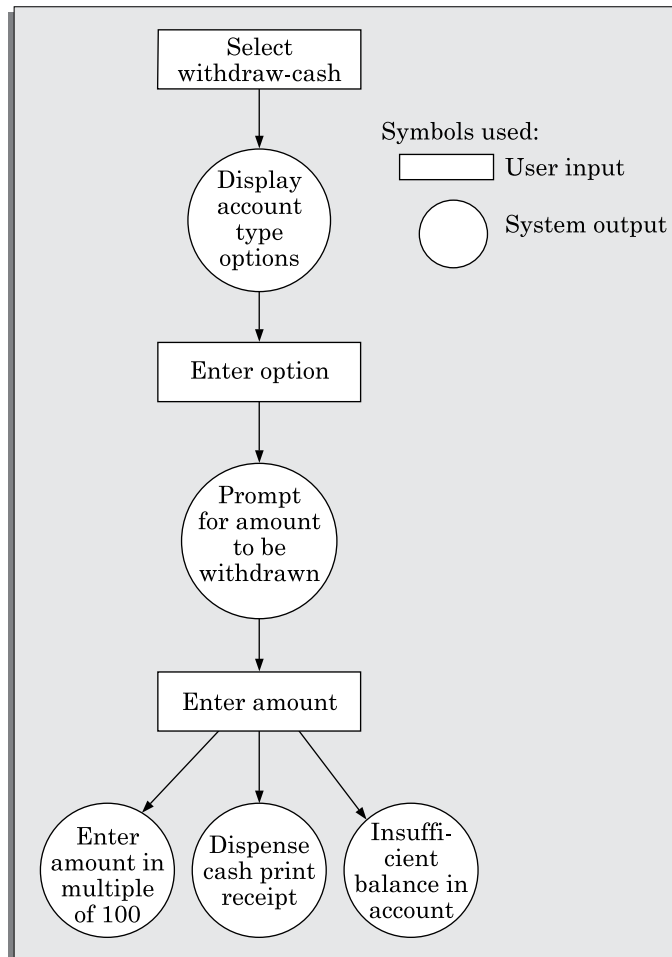 Select
withdraw-cash
Symbols used:
User input
System output
Display
account
type
options
Enter option
Prompt
for amount
to be
withdrawn
Enter amount
Enter
amount in
multiple
of 100
Dispense
cash print
receipt
Insuffi-
cient
balance in
account